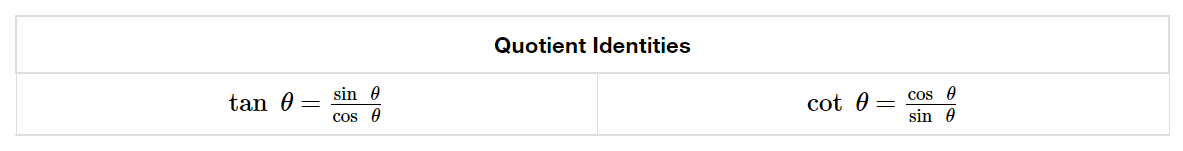 Quotient Identities
tan θ = sin θ / cos θ
cot θ = cos θ / sin θ